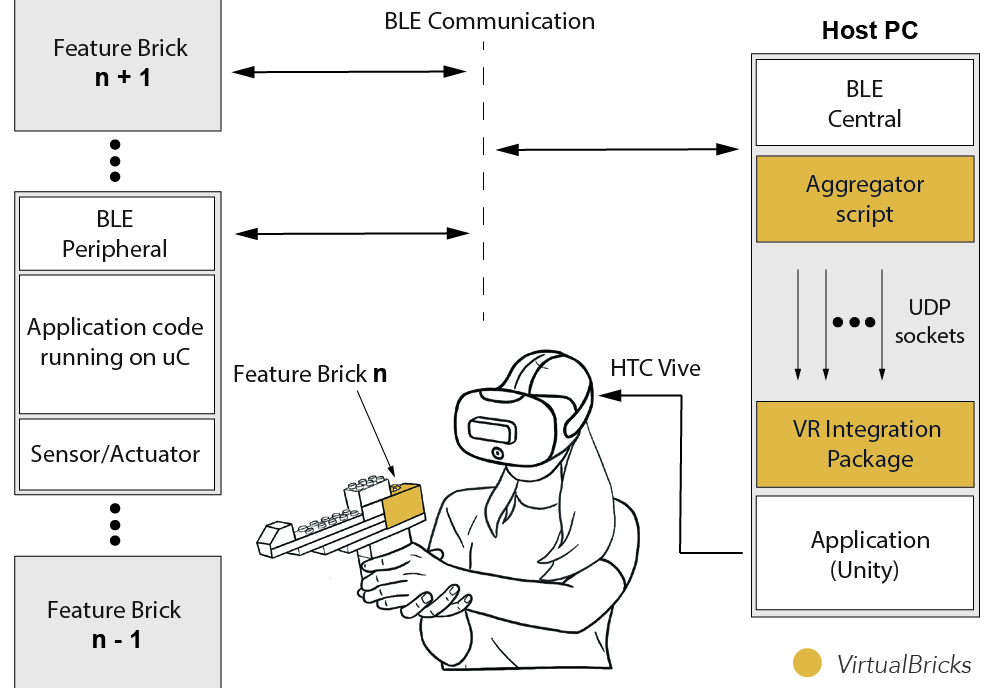 BLE Communication
Feature Brick
n + 1
BLE
Peripheral
Application code
running on uC
Sensor/Actuator
Feature Brick
n - 1
Feature Brick n
HTC Vive
Host PC
BLE
Central
Aggregator
script
UDP
sockets
VR Integration
Package
Application
(Unity)
VirtualBricks